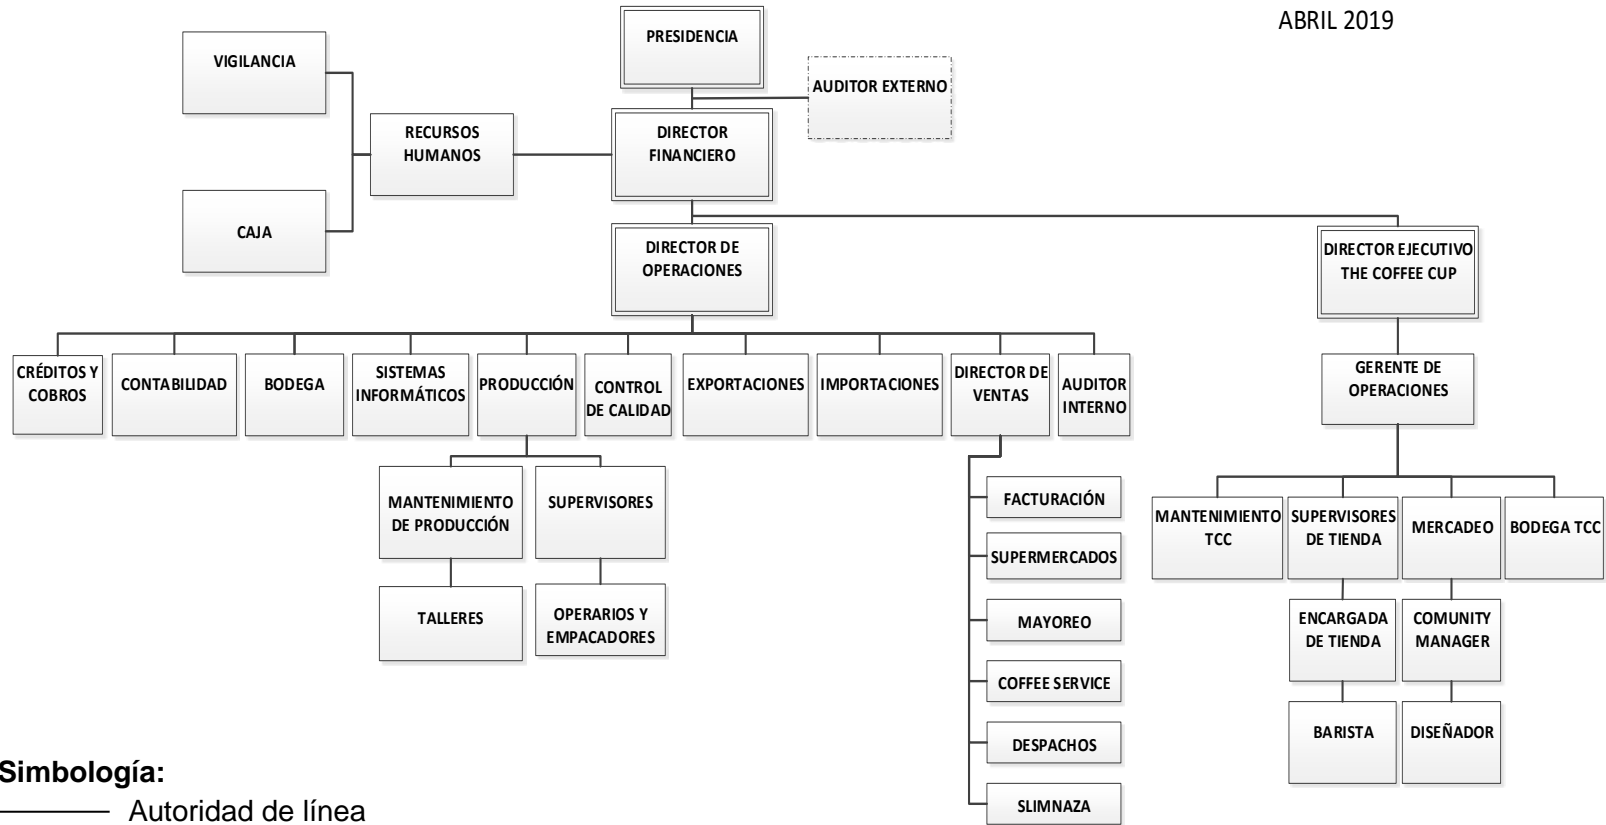 ABRIL 2019
PRESIDENCIA
VIGILANCIA
AUDITOR EXTERNO
RECURSOS
HUMANOS
DIRECTOR
FINANCIERO
CAJA
DIRECTOR DE
OPERACIONES
DIRECTOR EJECUTIVO
THE COFFEE CUP
CRÉDITOS Y
COBROS
CONTABILIDAD
BODEGA
SISTEMAS
INFORMÁTICOS
PRODUCCIÓN
CONTROL
DE CALIDAD
EXPORTACIONES
IMPORTACIONES
DIRECTOR DE
VENTAS
AUDITOR
INTERNO
GERENTE DE
OPERACIONES
MANTENIMIENTO
DE PRODUCCIÓN
SUPERVISORES
TALLERES
OPERARIOS Y
EMPACADORES
FACTURACIÓN
SUPERMERCADOS
MAYOREO
COFFEE SERVICE
DESPACHOS
SLIMNAZA
MANTENIMIENTO
TCC
SUPERVISORES
DE TIENDA
MERCADEO
BODEGA TCC
ENCARGADA
DE TIENDA
COMUNITY
MANAGER
BARISTA
DISEÑADOR
Simbología:
Autoridad de línea